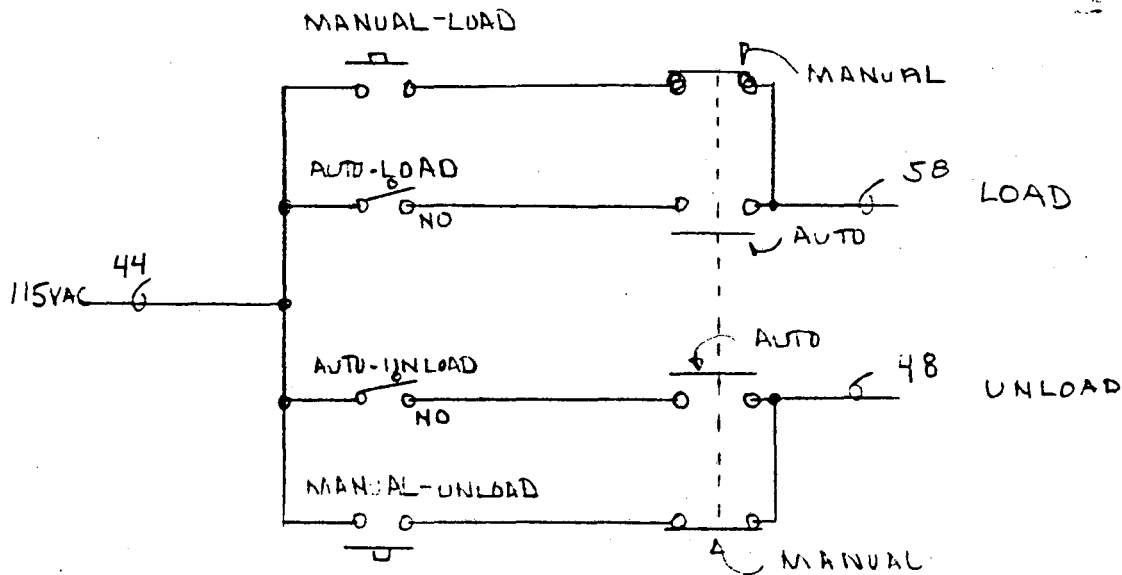 MANUAL-LOAD
MANUAL
AUTO-LOAD
NO
58
LOAD
AUTO
44
115VAC
AUTO
AUTO-UNLOAD
NO
48
UNLOAD
MANUAL-UNLOAD
MANUAL